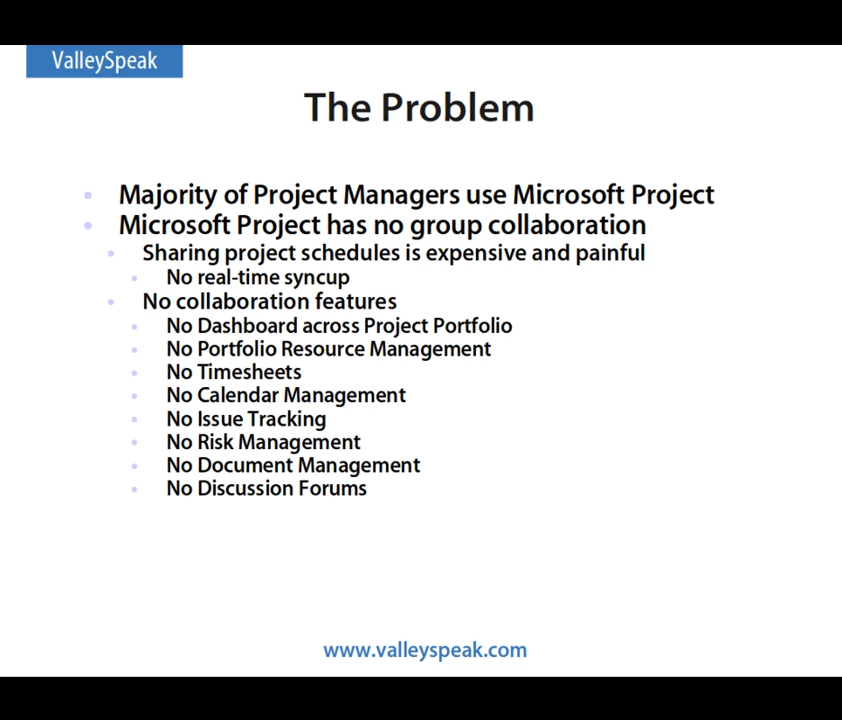 ValleySpeak
The Problem
Majority of Project Managers use Microsoft Project
Microsoft Project has no group collaboration
Sharing project schedules is expensive and painful
No real-time syncup
No collaboration features
No Dashboard across Project Portfolio
No Portfolio Resource Management
No Timesheets
No Calendar Management
No Issue Tracking
No Risk Management
No Document Management
No Discussion Forums
www.valleyspeak.com